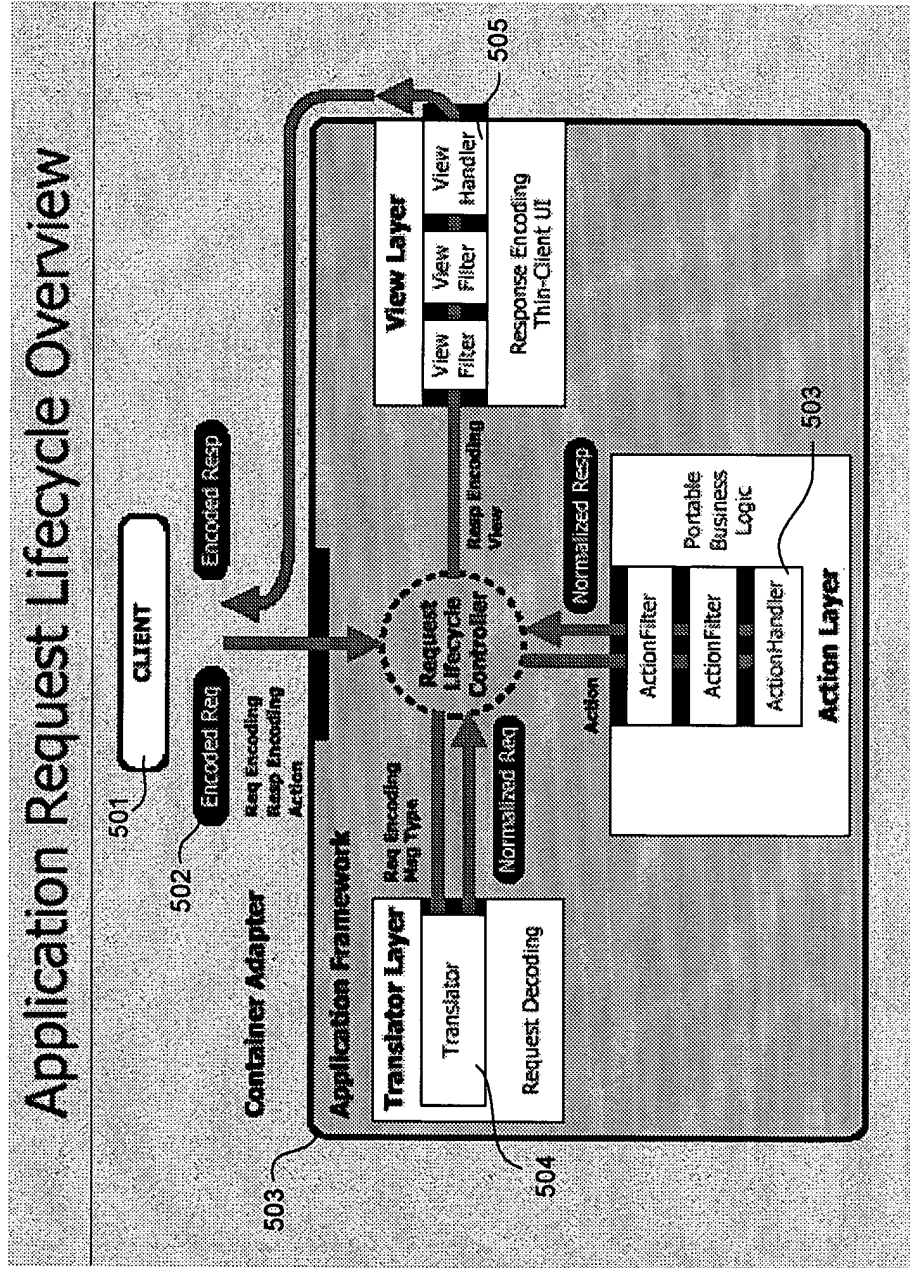 Application Request Lifecycle Overview
501
CLIENT
502
Encoded Req
Encoded Resp
Req Encoding
Resp Encoding
Action
Container Adapter
503
Application Framework
Translator Layer
Translator
Request Decoding
504
Req Encoding
Msg Type
Normalized Req
Request
Lifecycle
Controller
Resp Encoding
View
View Layer
View
Filter
View
Filter
View
Handler
505
Response Encoding
Thin-Client UI
Action
Normalized Resp
ActionFilter
ActionFilter
ActionHandler
Portable
Business
Logic
503
Action Layer